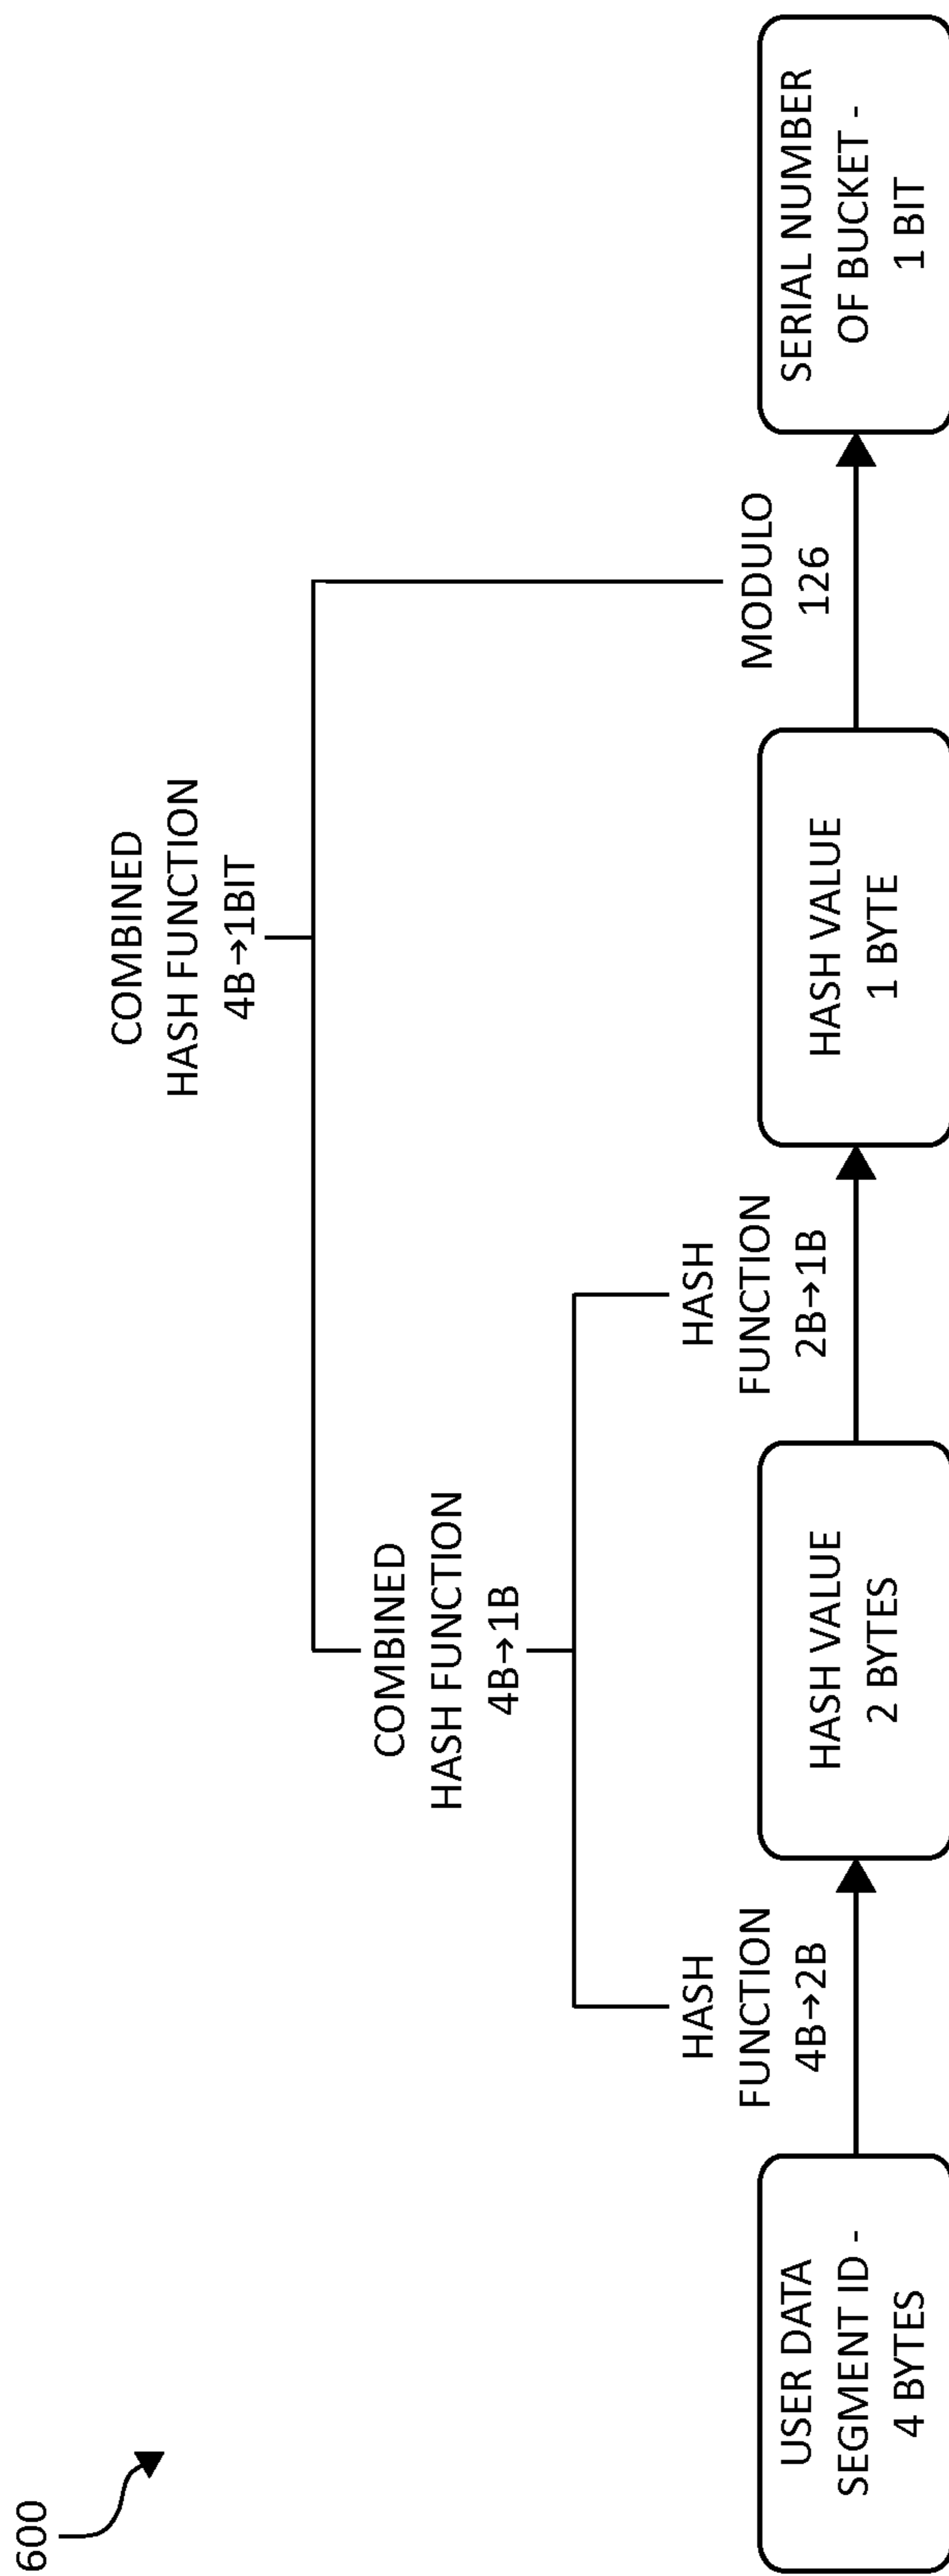 600
COMBINED
HASH FUNCTION
4B→1BIT
COMBINED
HASH FUNCTION
4B→1B
HASH
FUNCTION
4B→2B
HASH
FUNCTION
2B→1B
MODULO
126
USER DATA
SEGMENT ID -
4 BYTES
HASH VALUE
2 BYTES
HASH VALUE
1 BYTE
SERIAL NUMBER
OF BUCKET -
1 BIT